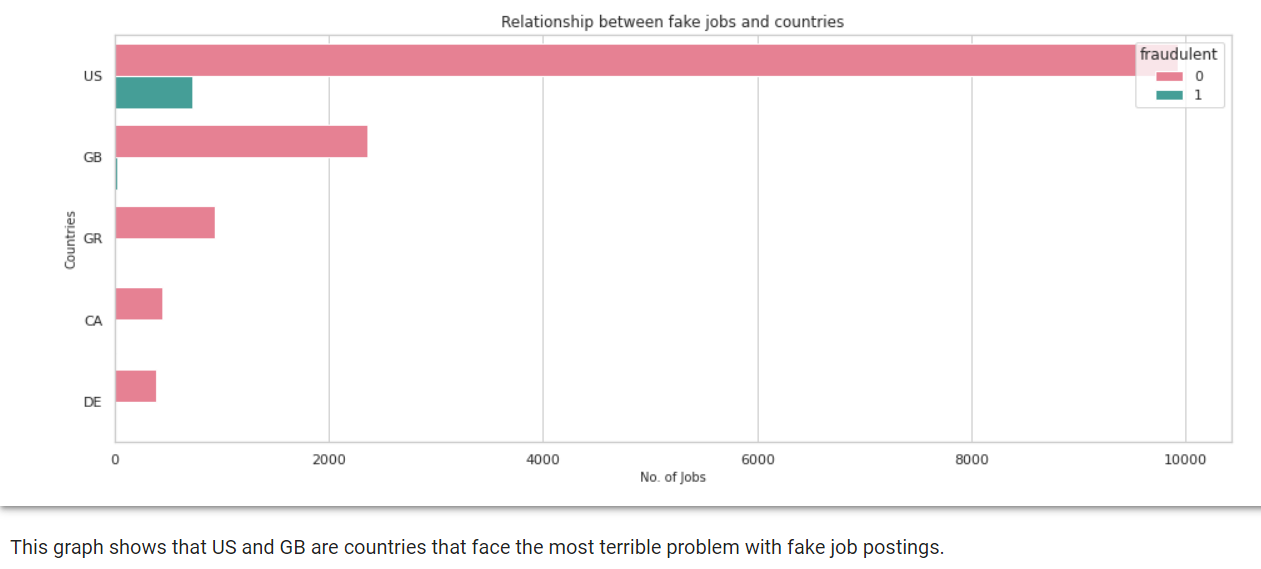 Relationship between fake jobs and countries
fraudulent
0
1
US
GB
GR
CA
DE
Countries
0 2000 4000 6000 8000 10000
No. of Jobs
This graph shows that US and GB are countries that face the most terrible problem with fake job postings.